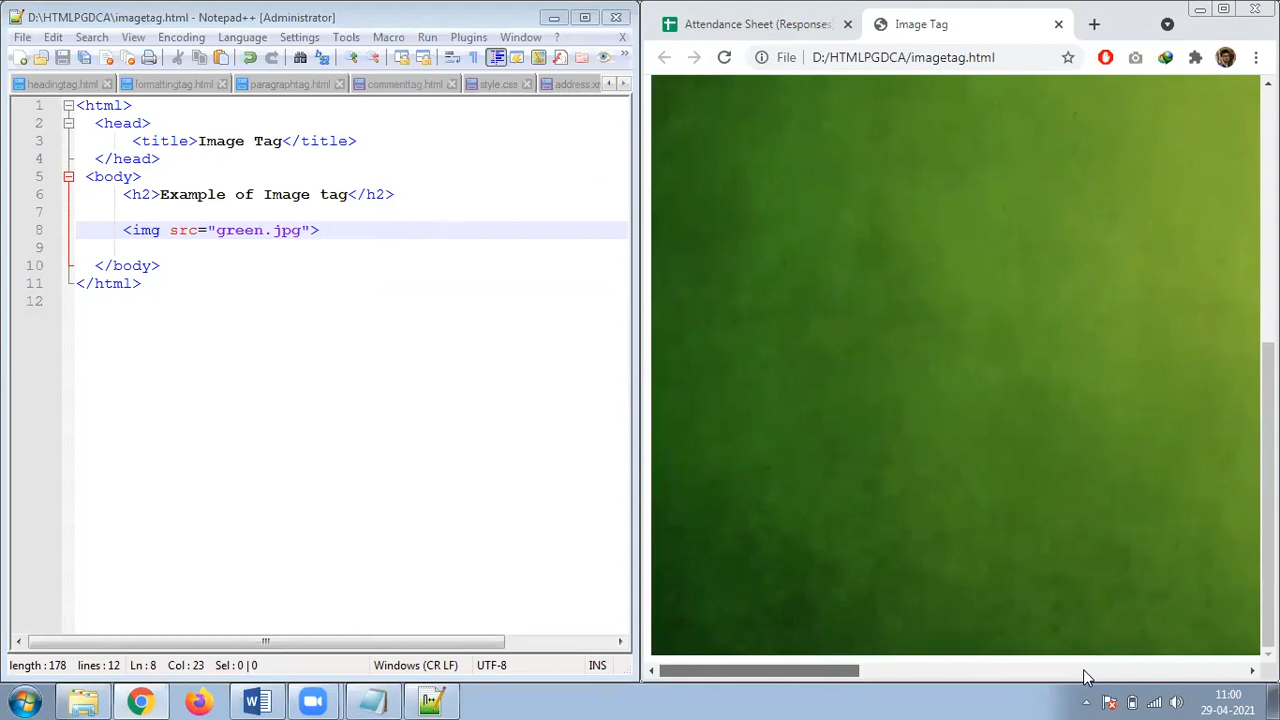 D:\HTMLPGDCA\imagetag.html - Notepad++ [Administrator]
File Edit Search View Encoding Language Settings Tools Macro Run Plugins Window ? X
headingtag.html formattingtag.html paragraphtag.html commenttag.html style.css address.xr
1 <html>
2 <head>
3 <title>Image Tag</title>
4 </head>
5 <body>
6 <h2>Example of Image tag</h2>
7
8 <img src="green.jpg">
9
10 </body>
11 </html>
12
length : 178 lines : 12 Ln : 8 Col : 23 Sel : 0 | 0 Windows (CR LF) UTF-8 INS
Attendance Sheet (Responses) Image Tag
File D:/HTMLPGDCA/imagetag.html
11:00
29-04-2021